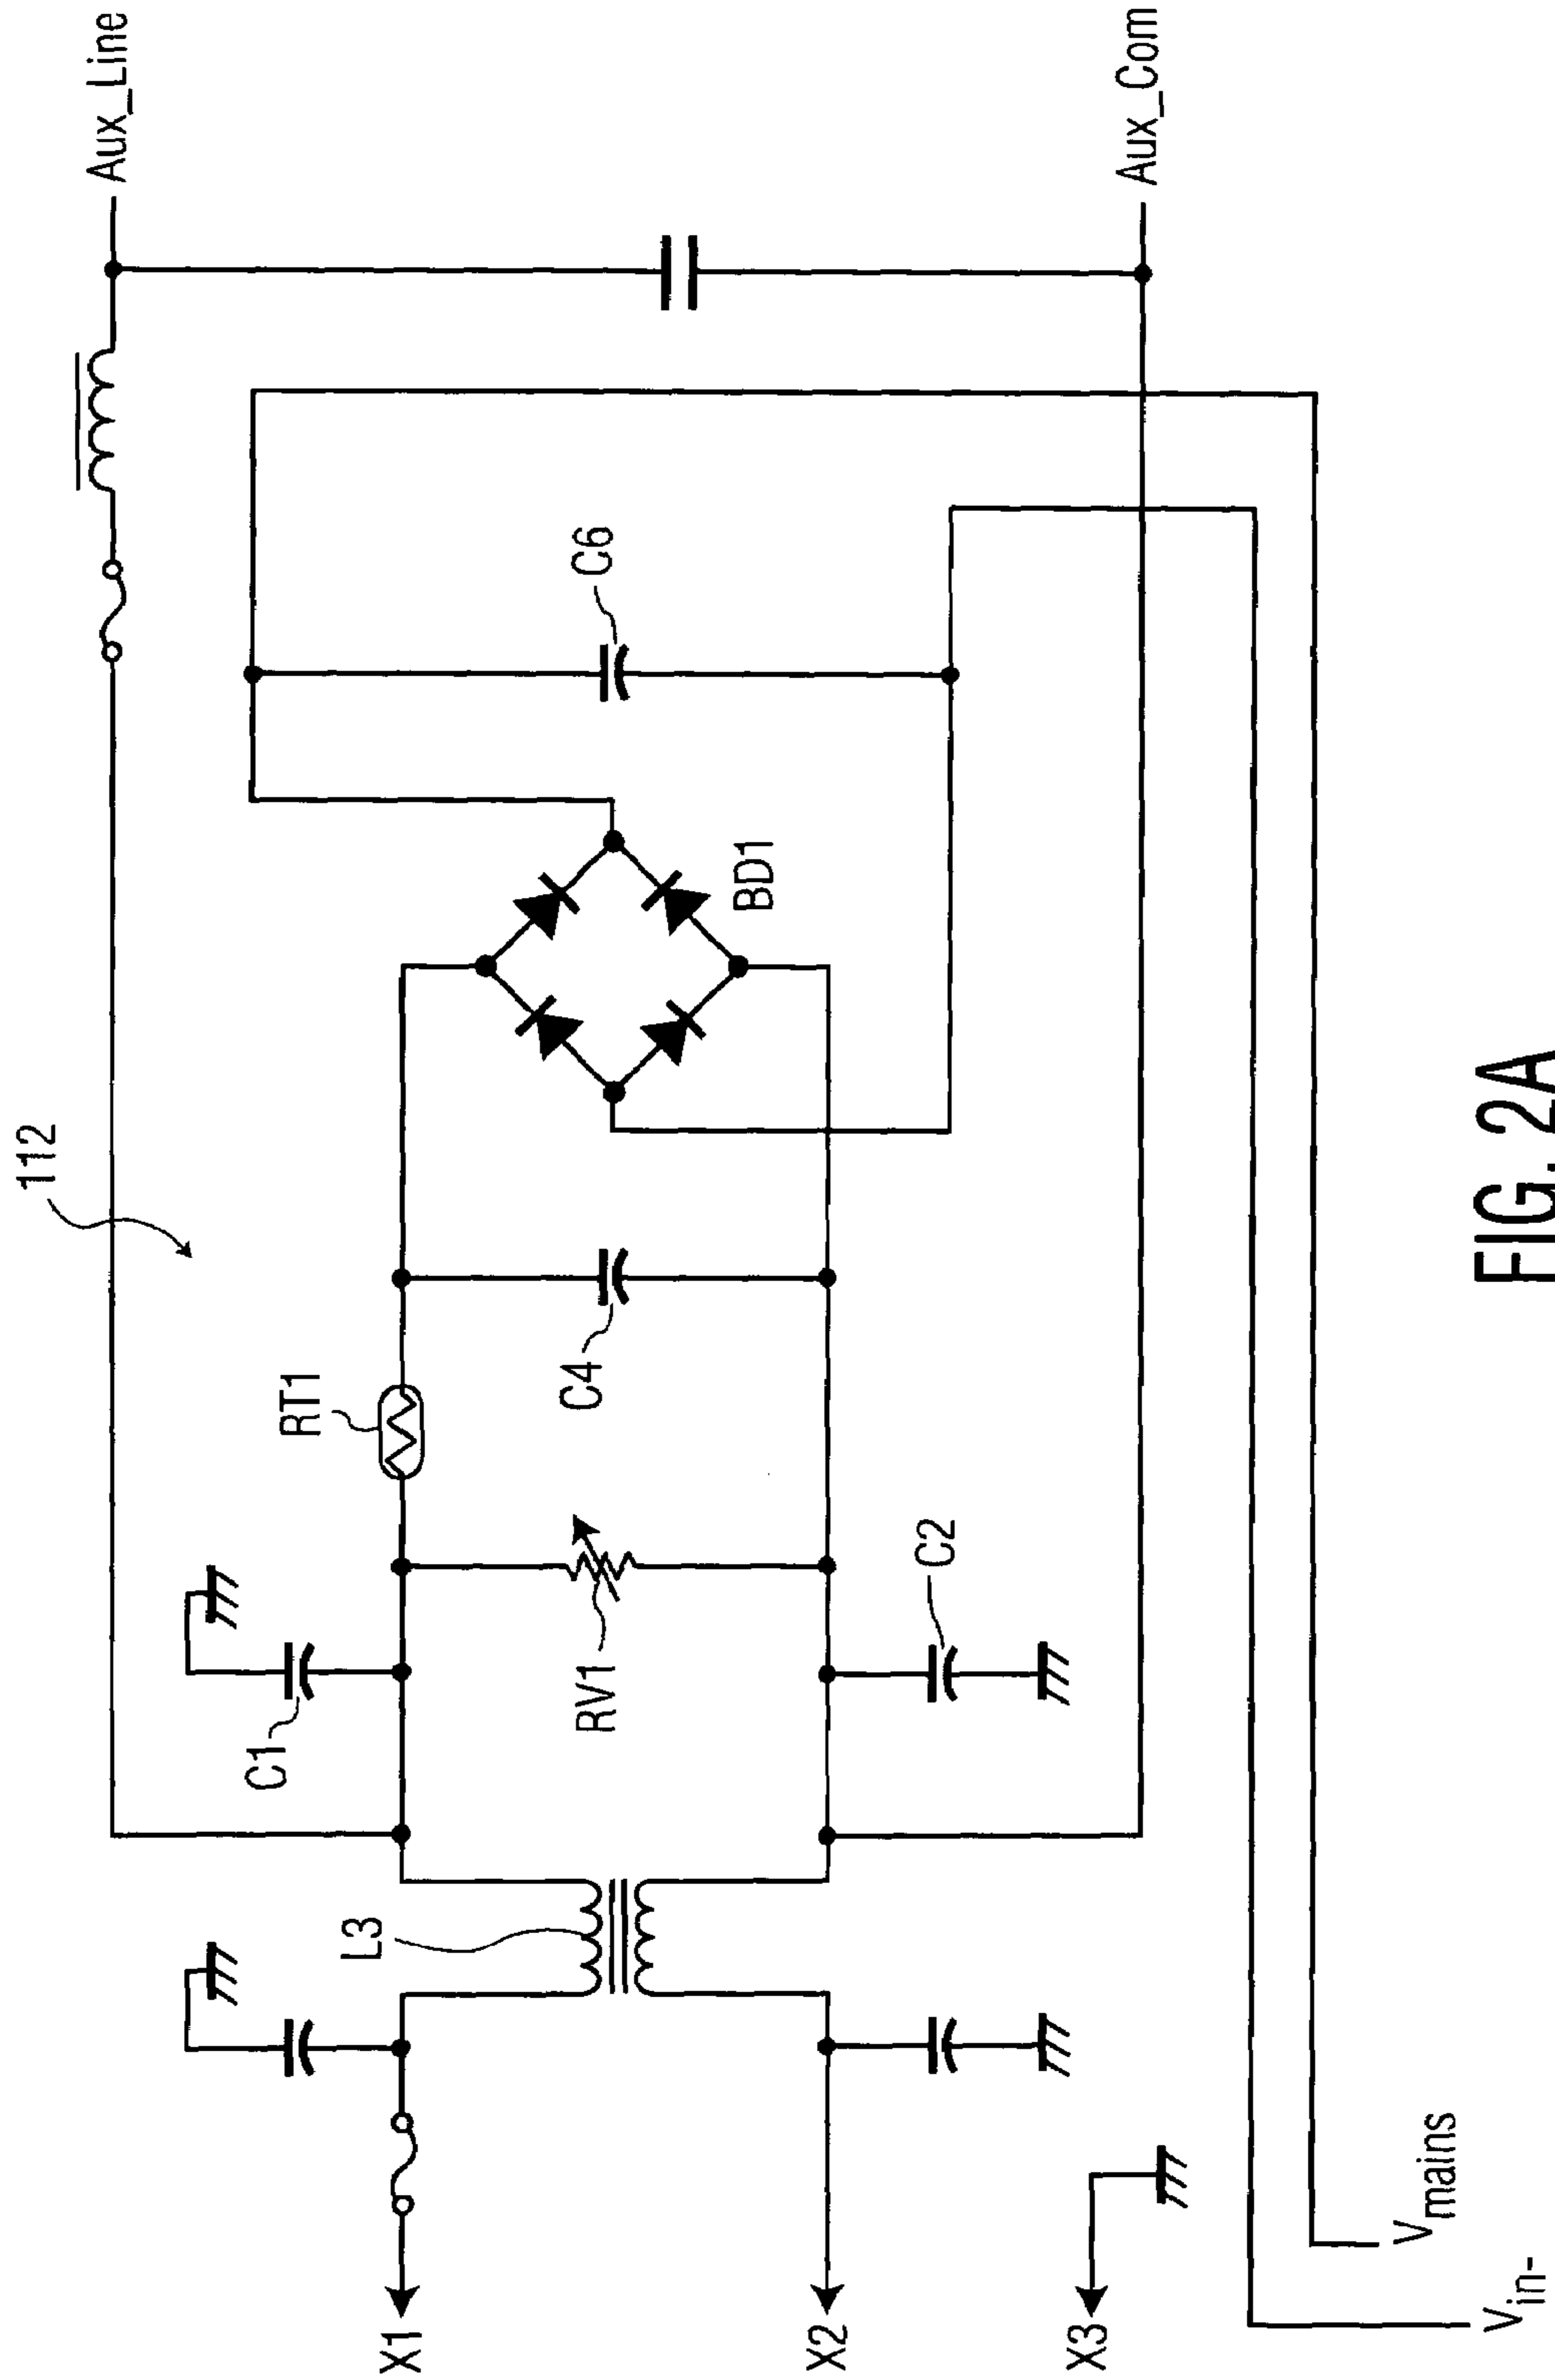 112
Aux_Line
C1
RT1
L3
RV1
C4
C6
BD1
C2
X1
X2
X3
Aux_Com
Vin-
Vmains
FIG. 2A